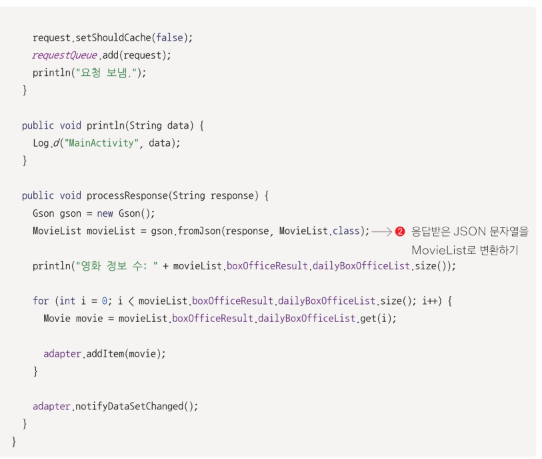 request.setShouldCache(false);
requestQueue.add(request);
println("요청 보냄.");
}
public void println(String data) {
Log.d("MainActivity", data);
}
public void processResponse(String response) {
Gson gson = new Gson();
MovieList movieList = gson.fromJson(response, MovieList.class); → ❷ 응답받은 JSON 문자열을
MovieList로 변환하기
println("영화 정보 수: " + movieList.boxOfficeResult.dailyBoxOfficeList.size());
for (int i = 0; i < movieList.boxOfficeResult.dailyBoxOfficeList.size(); i++) {
Movie movie = movieList.boxOfficeResult.dailyBoxOfficeList.get(i);
adapter.addItem(movie);
}
adapter.notifyDataSetChanged();
}
}